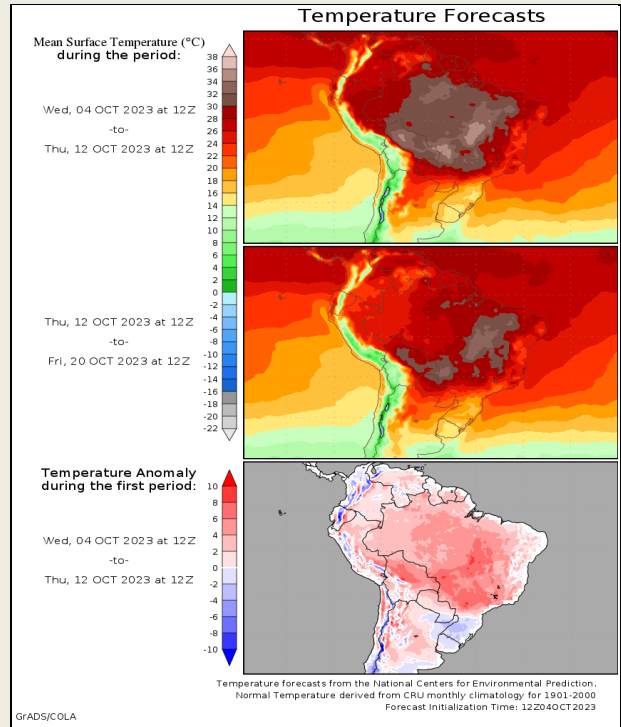 Temperature Forecasts
Mean Surface Temperature (°C)
during the period:
38
36
34
32
30
28
26
24
22
20
18
16
14
12
10
8
6
4
2
0
-2
-4
-6
-8
-10
-12
-14
-16
-18
-20
-22
Wed, 04 OCT 2023 at 12Z
-to-
Thu, 12 OCT 2023 at 12Z
Thu, 12 OCT 2023 at 12Z
-to-
Fri, 20 OCT 2023 at 12Z
Temperature Anomaly
during the first period:
10
8
6
4
2
0
-2
-4
-6
-8
-10
Wed, 04 OCT 2023 at 12Z
-to-
Thu, 12 OCT 2023 at 12Z
Temperature forecasts from the National Centers for Environmental Prediction.
Normal Temperature derived from CRU monthly climatology for 1901-2000
Forecast Initialization Time: 12Z04OCT2023
GrADS/COLA